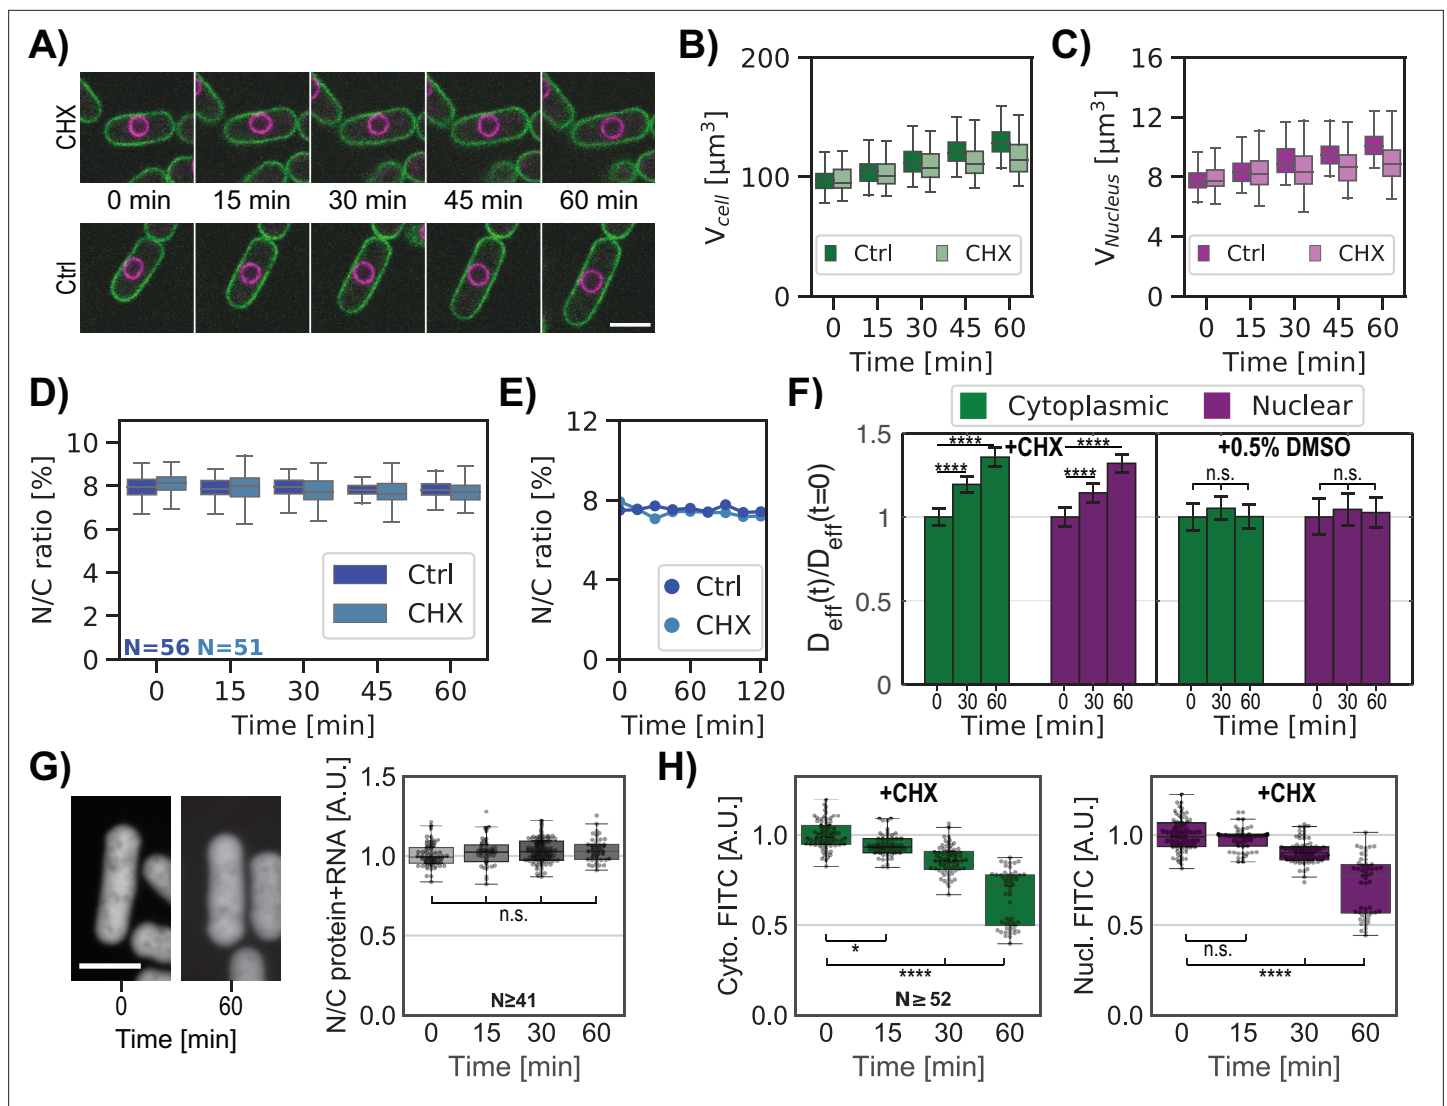 A)
CHX
0 min 15 min 30 min 45 min 60 min
Ctrl
B)
200
100
0
V_cell [µm³]
Ctrl CHX
0 15 30 45 60
Time [min]
C)
16
12
8
4
0
V_Nucleus [µm³]
Ctrl CHX
0 15 30 45 60
Time [min]
D)
10
8
6
4
2
0
N/C ratio [%]
Ctrl
CHX
N=56 N=51
0 15 30 45 60
Time [min]
E)
12
8
4
0
N/C ratio [%]
Ctrl
CHX
0 60 120
Time [min]
F)
Cytoplasmic Nuclear
1.5
1
0.5
0
D_eff(t)/D_eff(t=0)
+CHX
**** ****
**** ****
+0.5% DMSO
n.s. n.s.
0 30 60 0 30 60 0 30 60 0 30 60
Time [min] Time [min]
G)
0 60
Time [min]
1.5
1.0
0.5
0.0
N/C protein+RNA [A.U.]
n.s.
N≥41
0 15 30 60
Time [min]
H)
1.0
0.5
0.0
Cyto. FITC [A.U.]
+CHX
*
****
N≥52
0 15 30 60
Time [min]
1.0
0.5
0.0
Nucl. FITC [A.U.]
+CHX
n.s.
****
0 15 30 60
Time [min]